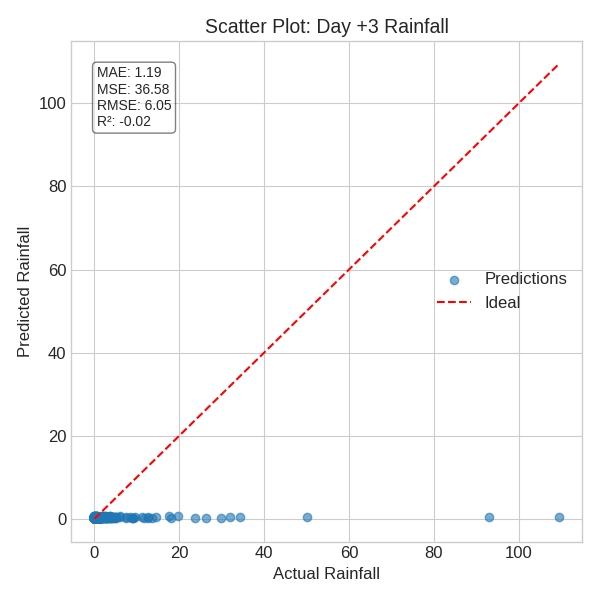 Scatter Plot: Day +3 Rainfall
MAE: 1.19
MSE: 36.58
RMSE: 6.05
R²: -0.02
100
80
60
40
20
0
Predicted Rainfall
Predictions
Ideal
0 20 40 60 80 100
Actual Rainfall